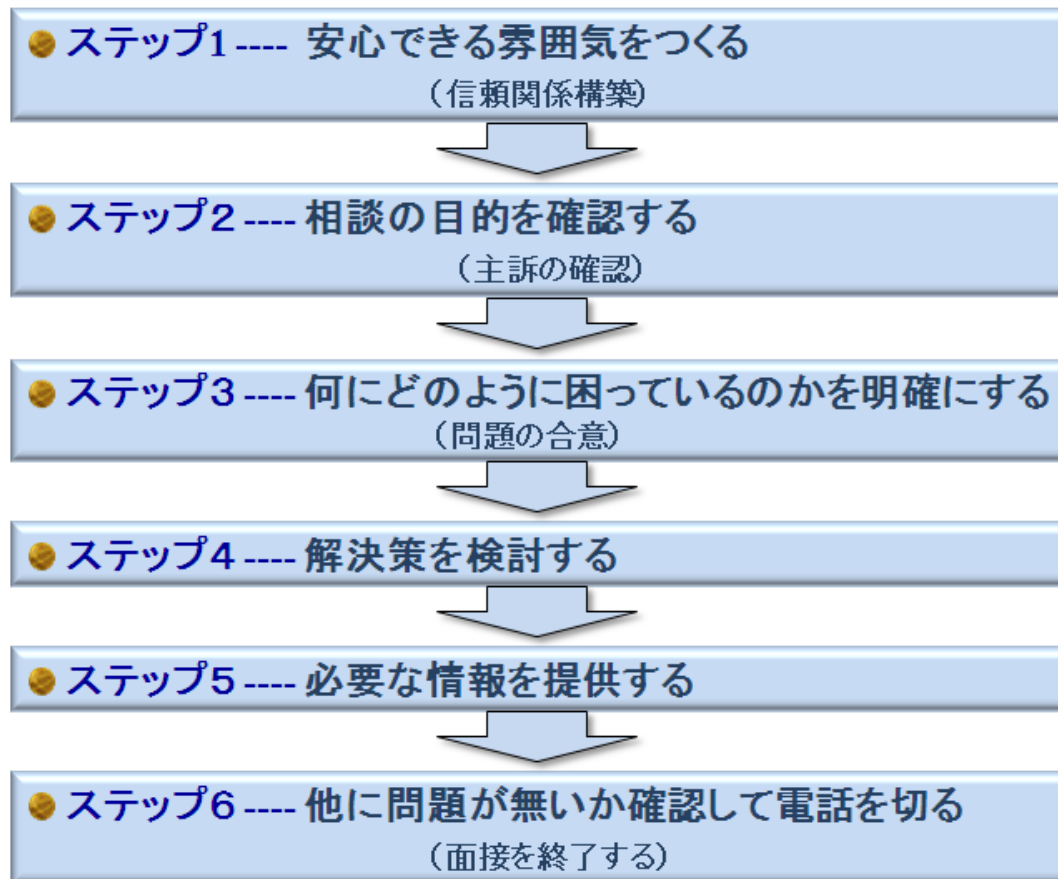 ステップ1 ---- 安心できる雰囲気をつくる
（信頼関係構築）
ステップ2 ---- 相談の目的を確認する
（主訴の確認）
ステップ3 ---- 何にどのように困っているのかを明確にする
（問題の合意）
ステップ4 ---- 解決策を検討する
ステップ5 ---- 必要な情報を提供する
ステップ6 ---- 他に問題が無いか確認して電話を切る
（面接を終了する）